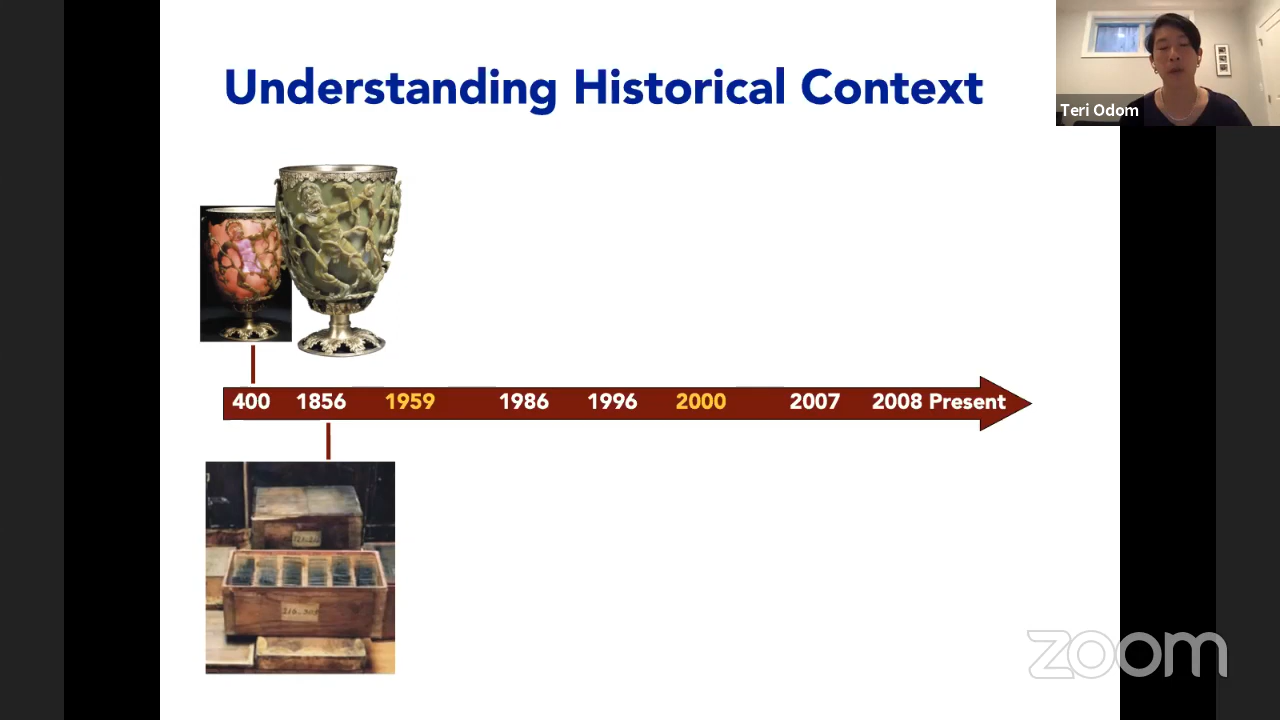 Understanding Historical Context
Teri Odom
400 1856 1959 1986 1996 2000 2007 2008 Present
zoom